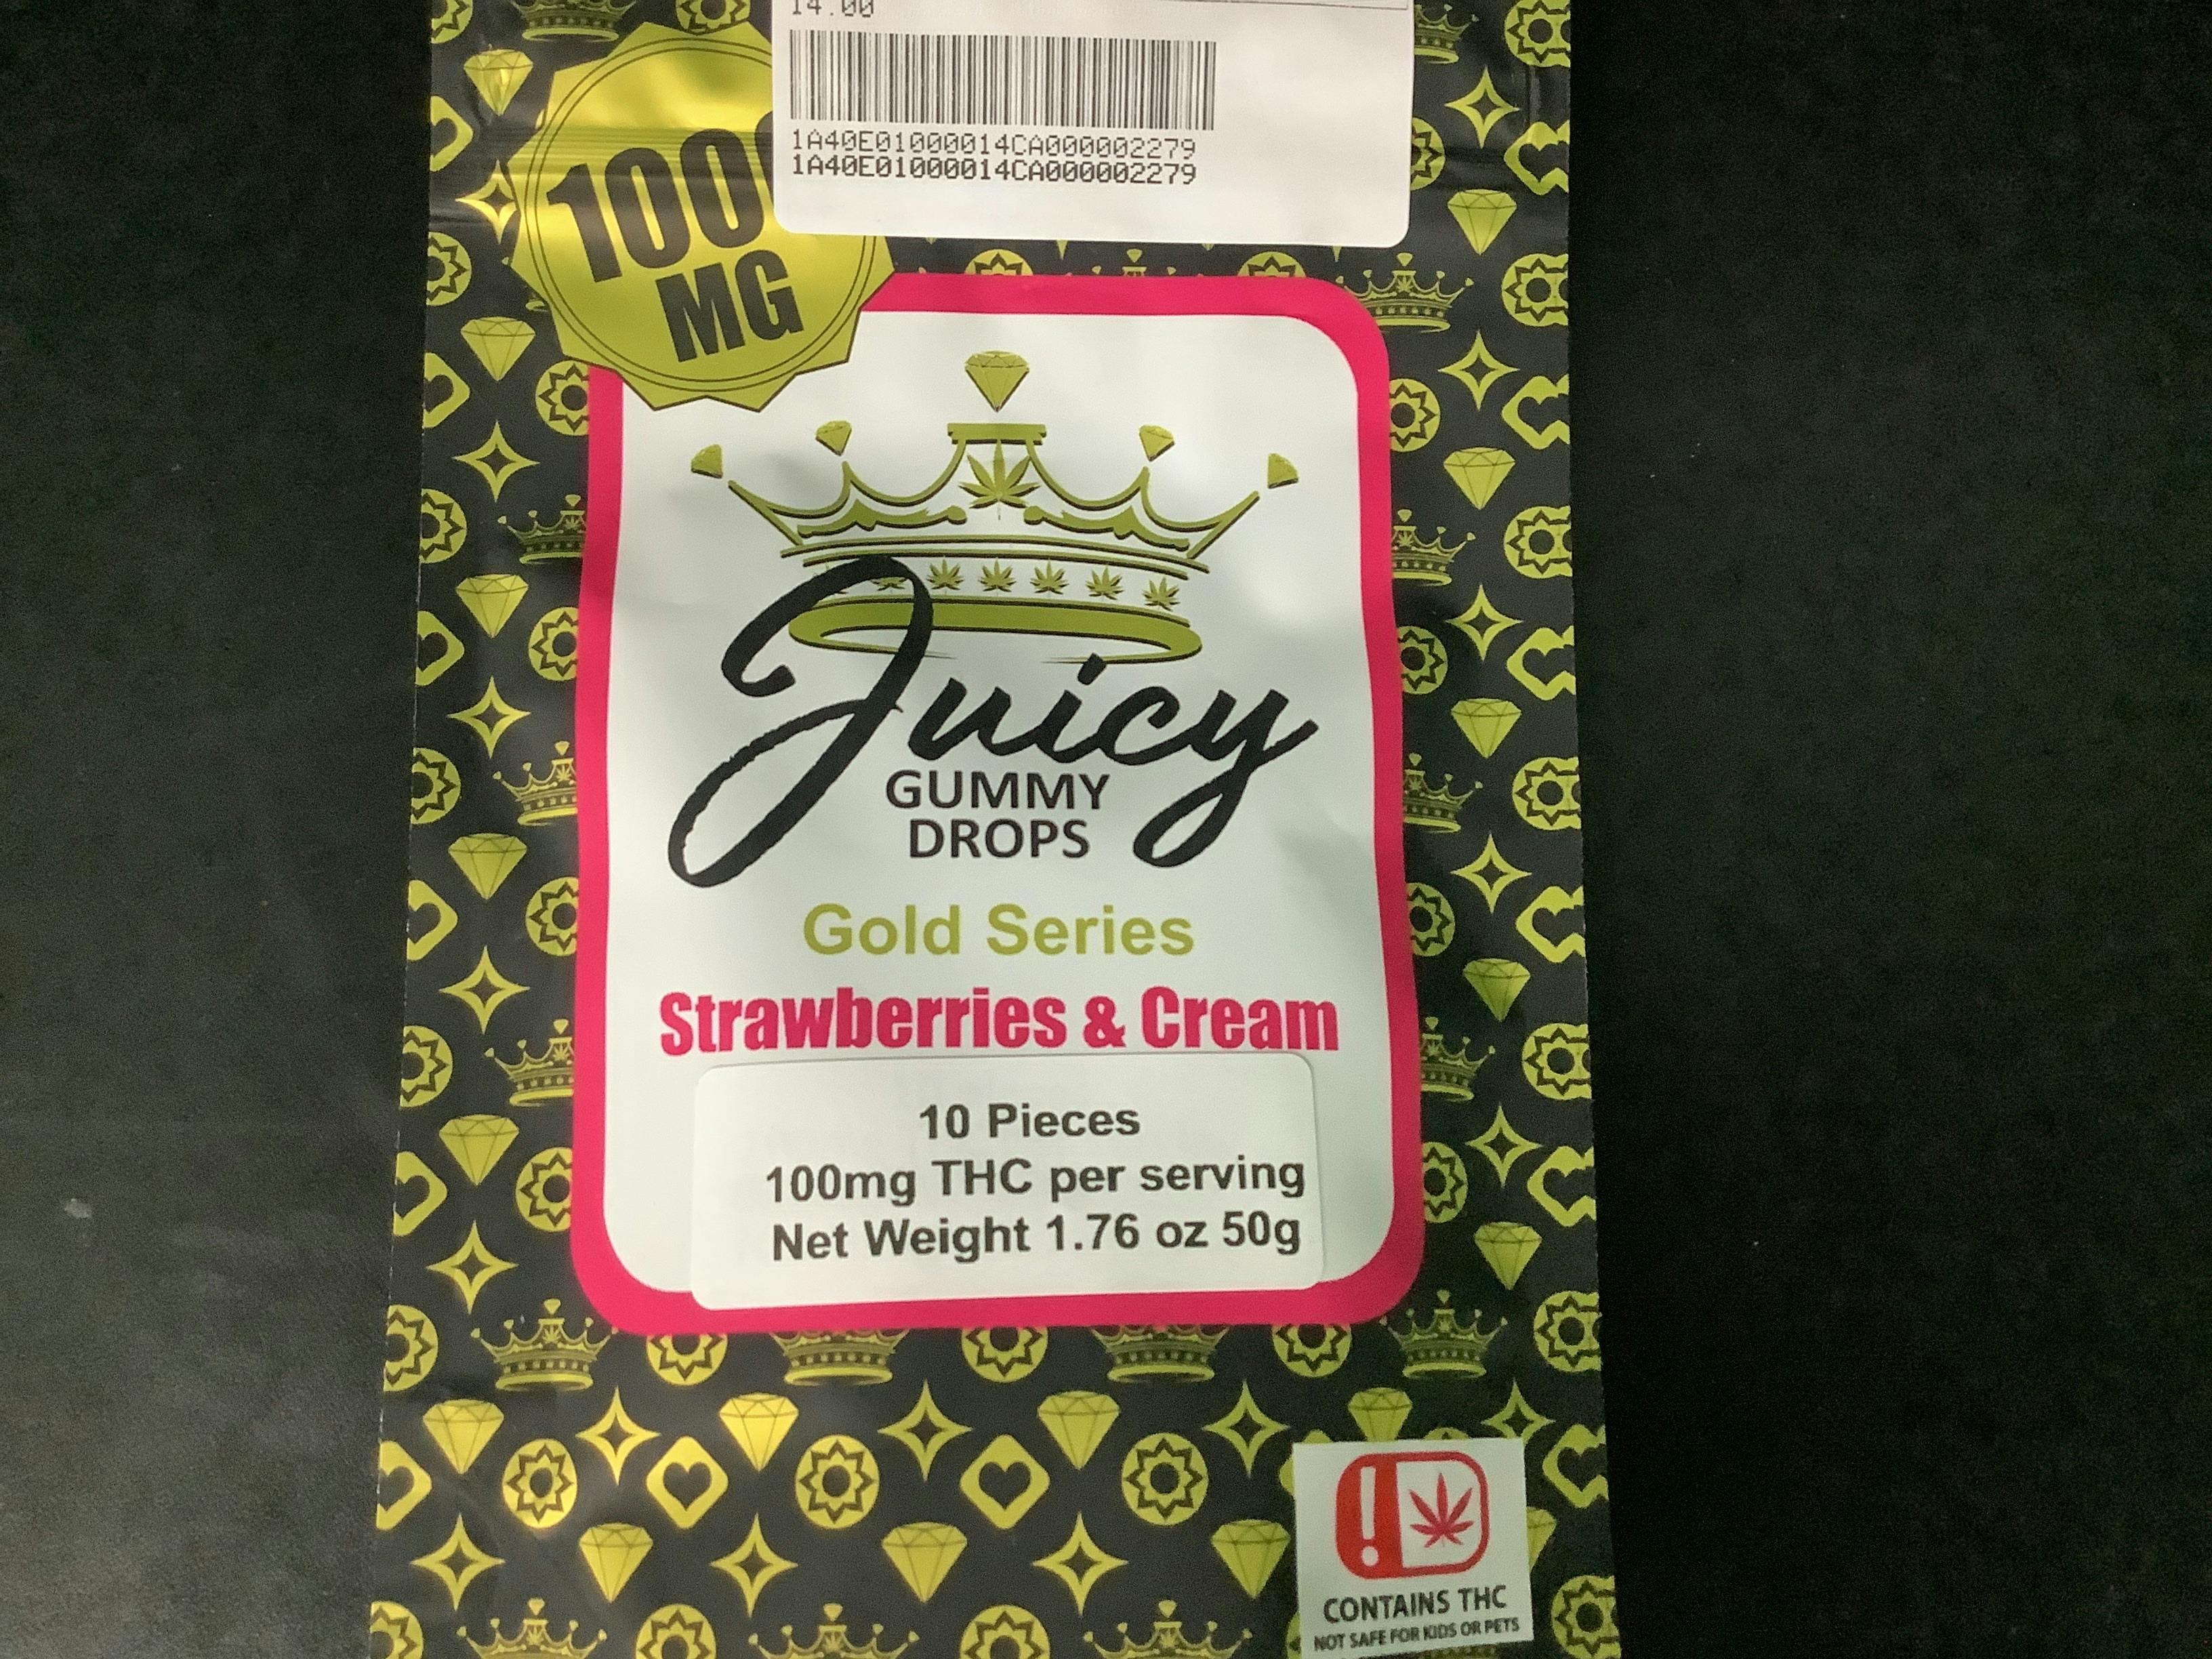 14.00
1A40E01000014CA000002279
1A40E01000014CA000002279
100
MG
Juicy
GUMMY
DROPS
Gold Series
Strawberries & Cream
10 Pieces
100mg THC per serving
Net Weight 1.76 oz 50g
CONTAINS THC
NOT SAFE FOR KIDS OR PETS